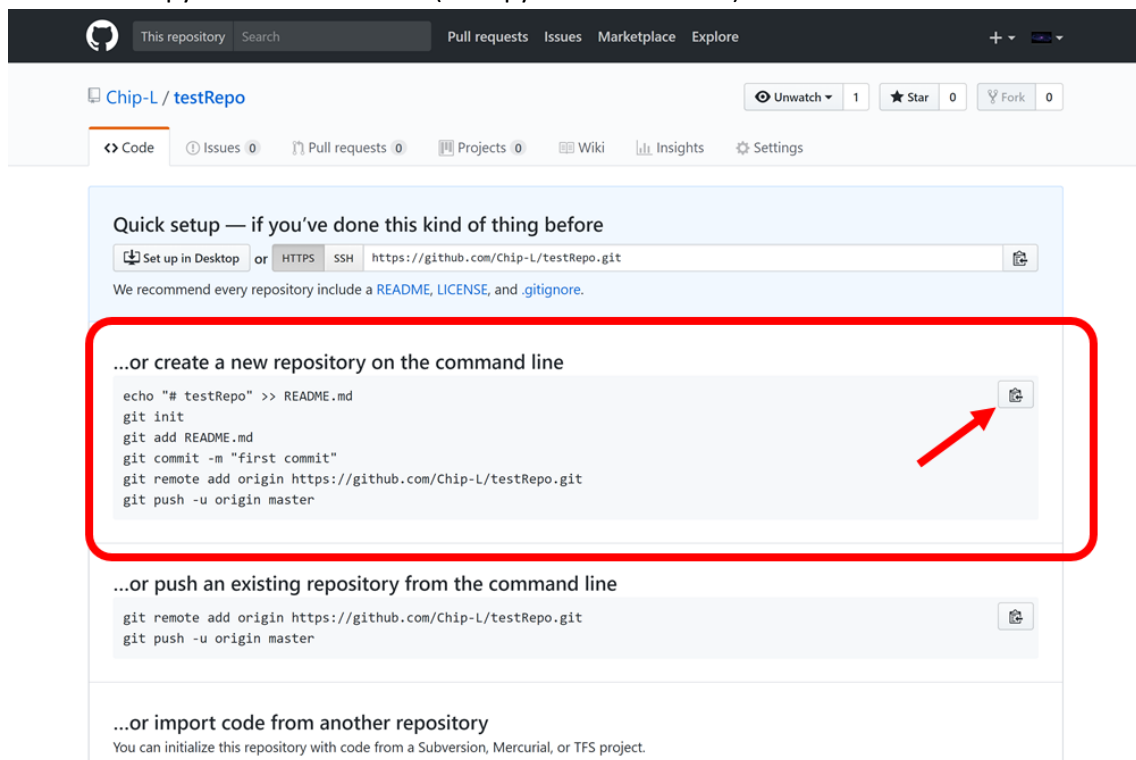 This repository Search Pull requests Issues Marketplace Explore
Chip-L / testRepo Unwatch 1 Star 0 Fork 0
Code Issues 0 Pull requests 0 Projects 0 Wiki Insights Settings
Quick setup — if you've done this kind of thing before
Set up in Desktop or HTTPS SSH https://github.com/Chip-L/testRepo.git
We recommend every repository include a README, LICENSE, and .gitignore.
...or create a new repository on the command line
echo "# testRepo" >> README.md
git init
git add README.md
git commit -m "first commit"
git remote add origin https://github.com/Chip-L/testRepo.git
git push -u origin master
...or push an existing repository from the command line
git remote add origin https://github.com/Chip-L/testRepo.git
git push -u origin master
...or import code from another repository
You can initialize this repository with code from a Subversion, Mercurial, or TFS project.